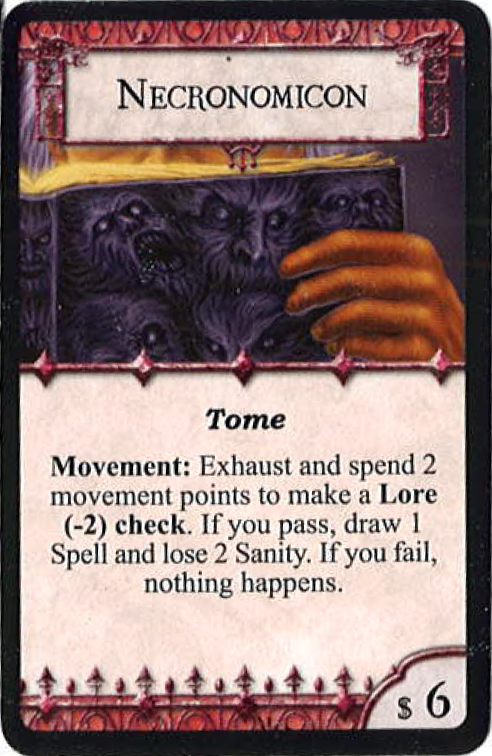 NECRONOMICON
Tome
Movement: Exhaust and spend 2
movement points to make a Lore
(-2) check. If you pass, draw 1
Spell and lose 2 Sanity. If you fail,
nothing happens.
$ 6